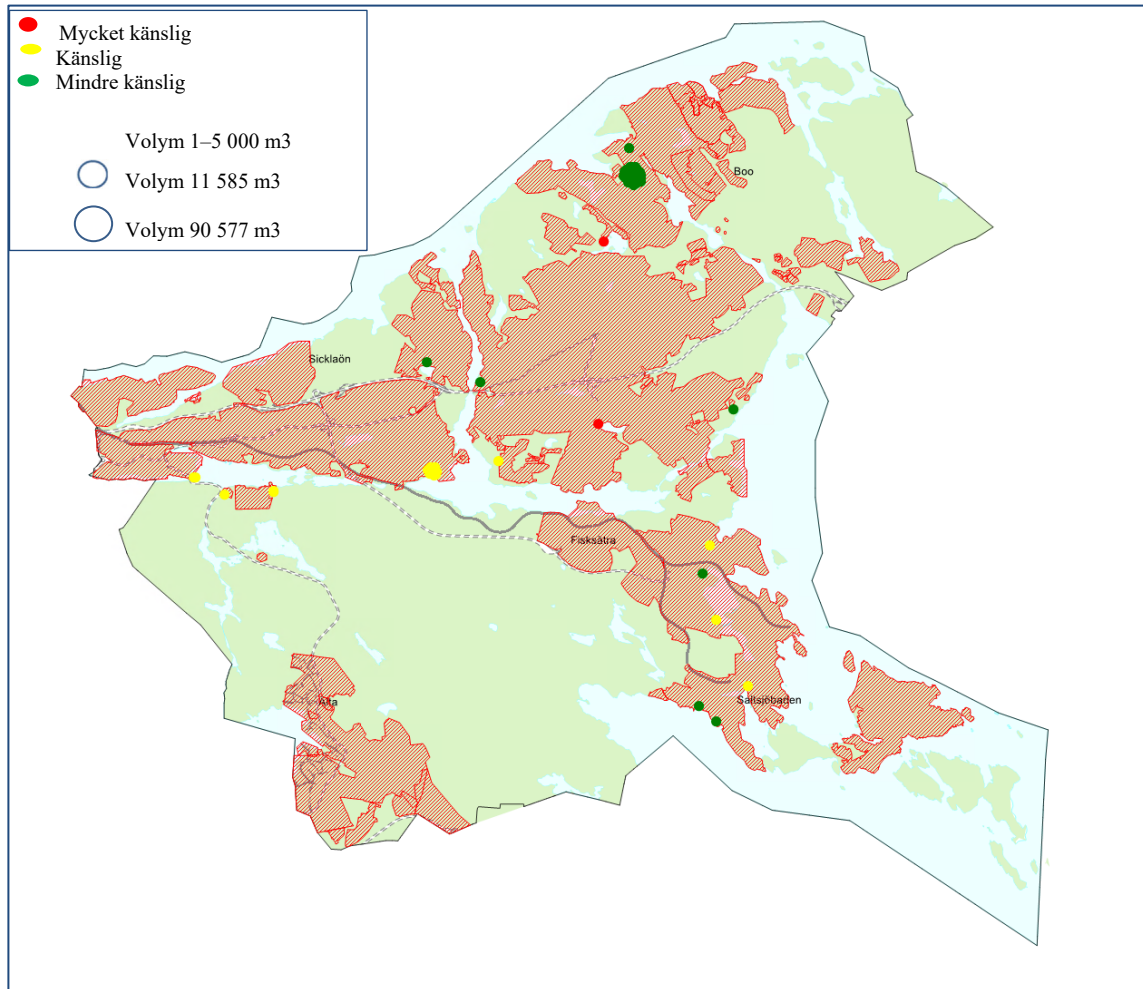 Mycket känslig
Känslig
Mindre känslig
Volym 1–5 000 m3
Volym 11 585 m3
Volym 90 577 m3
Boo
Sicklaön
Fisksätra
Älta
Saltsjöbaden